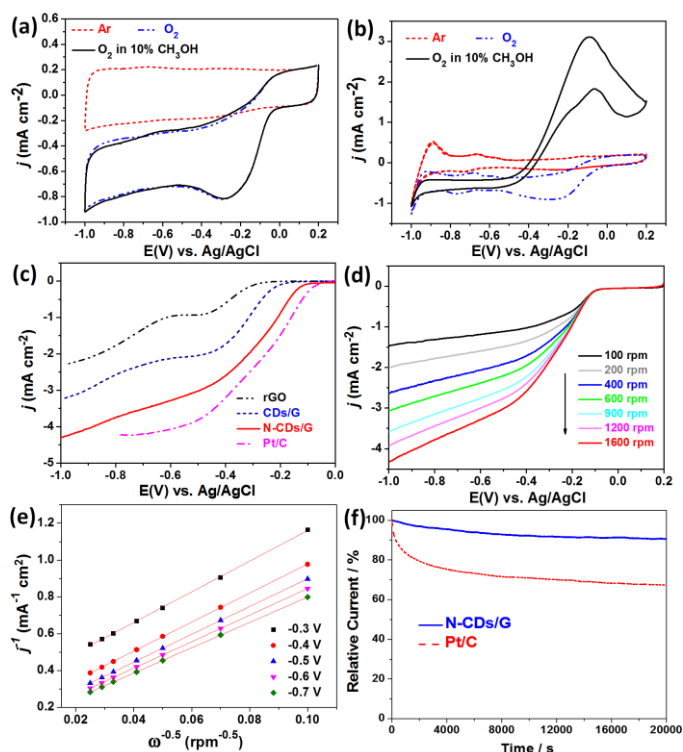 (a)
Ar
O2
O2 in 10% CH3OH
j (mA cm-2)
0.6
0.4
0.2
0.0
-0.2
-0.4
-0.6
-0.8
-1.0
-1.0 -0.8 -0.6 -0.4 -0.2 0.0 0.2
E(V) vs. Ag/AgCl
(b)
Ar
O2
O2 in 10% CH3OH
j (mA cm-2)
3
2
1
0
-1
-1.0 -0.8 -0.6 -0.4 -0.2 0.0 0.2
E(V) vs. Ag/AgCl
(c)
j (mA cm-2)
0
-1
-2
-3
-4
-5
rGO
CDs/G
N-CDs/G
Pt/C
-1.0 -0.8 -0.6 -0.4 -0.2 0.0
E(V) vs. Ag/AgCl
(d)
j (mA cm-2)
0
-1
-2
-3
-4
-5
100 rpm
200 rpm
400 rpm
600 rpm
900 rpm
1200 rpm
1600 rpm
-1.0 -0.8 -0.6 -0.4 -0.2 0.0 0.2
E(V) vs. Ag/AgCl
(e)
j-1 (mA-1 cm2)
1.2
1.0
0.8
0.6
0.4
0.2
-0.3 V
-0.4 V
-0.5 V
-0.6 V
-0.7 V
0.02 0.04 0.06 0.08 0.10
ω-0.5 (rpm-0.5)
(f)
Relative Current / %
100
80
60
40
20
0
N-CDs/G
Pt/C
0 4000 8000 12000 16000 20000
Time / s